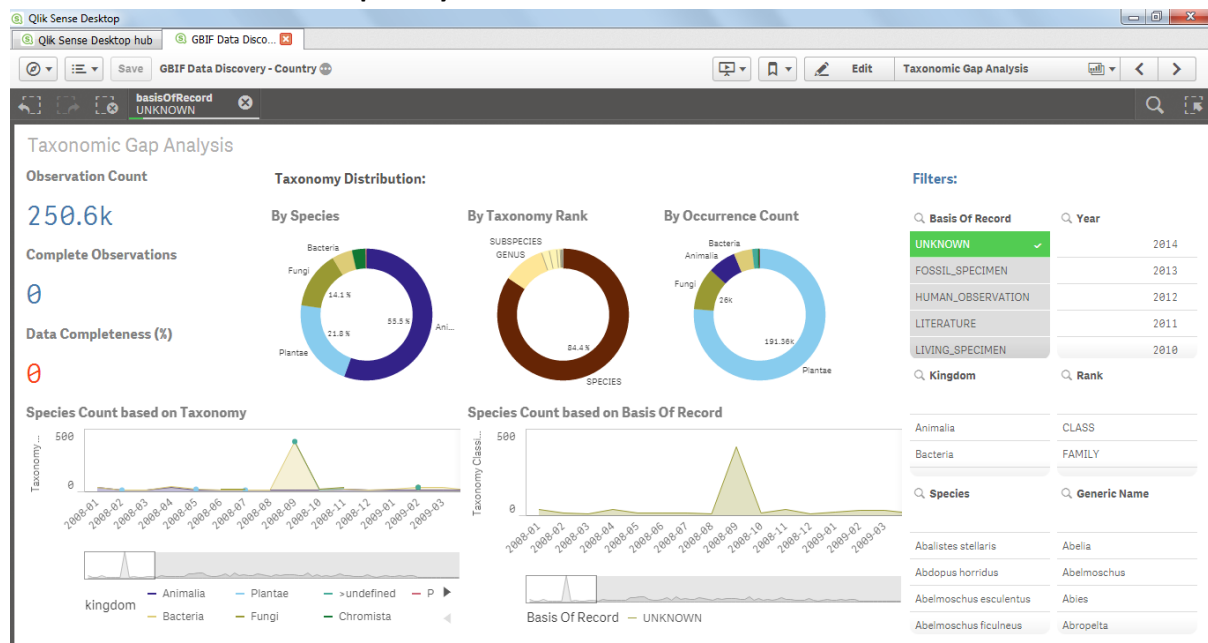 Qlik Sense Desktop
Qlik Sense Desktop hub
GBIF Data Disco...
Save
GBIF Data Discovery - Country
Edit
Taxonomic Gap Analysis
basisOfRecord
UNKNOWN
Taxonomic Gap Analysis
Observation Count
250.6k
Complete Observations
0
Data Completeness (%)
0
Taxonomy Distribution:
By Species
Bacteria
Fungi
14.1 %
21.8 %
55.5 %
Ani...
Plantae
By Taxonomy Rank
SUBSPECIES
GENUS
84.4 %
SPECIES
By Occurrence Count
Bacteria
Animalia
Fungi
26k
191.36k
Plantae
Filters:
Basis Of Record
UNKNOWN
FOSSIL_SPECIMEN
HUMAN_OBSERVATION
LITERATURE
LIVING_SPECIMEN
Year
2014
2013
2012
2011
2010
Kingdom
Animalia
Bacteria
Rank
CLASS
FAMILY
Species
Abalistes stellaris
Abdopus horridus
Abelmoschus esculentus
Abelmoschus ficulneus
Generic Name
Abelia
Abelmoschus
Abies
Abropelta
Species Count based on Taxonomy
Taxonomy ...
500
0
2008-01
2008-02
2008-03
2008-04
2008-05
2008-06
2008-07
2008-08
2008-09
2008-10
2008-11
2008-12
2009-01
2009-02
2009-03
kingdom
Animalia
Plantae
>undefined
P
Bacteria
Fungi
Chromista
Species Count based on Basis Of Record
Taxonomy Classi...
500
0
2008-01
2008-02
2008-03
2008-04
2008-05
2008-06
2008-07
2008-08
2008-09
2008-10
2008-11
2008-12
2009-01
2009-02
2009-03
Basis Of Record
UNKNOWN